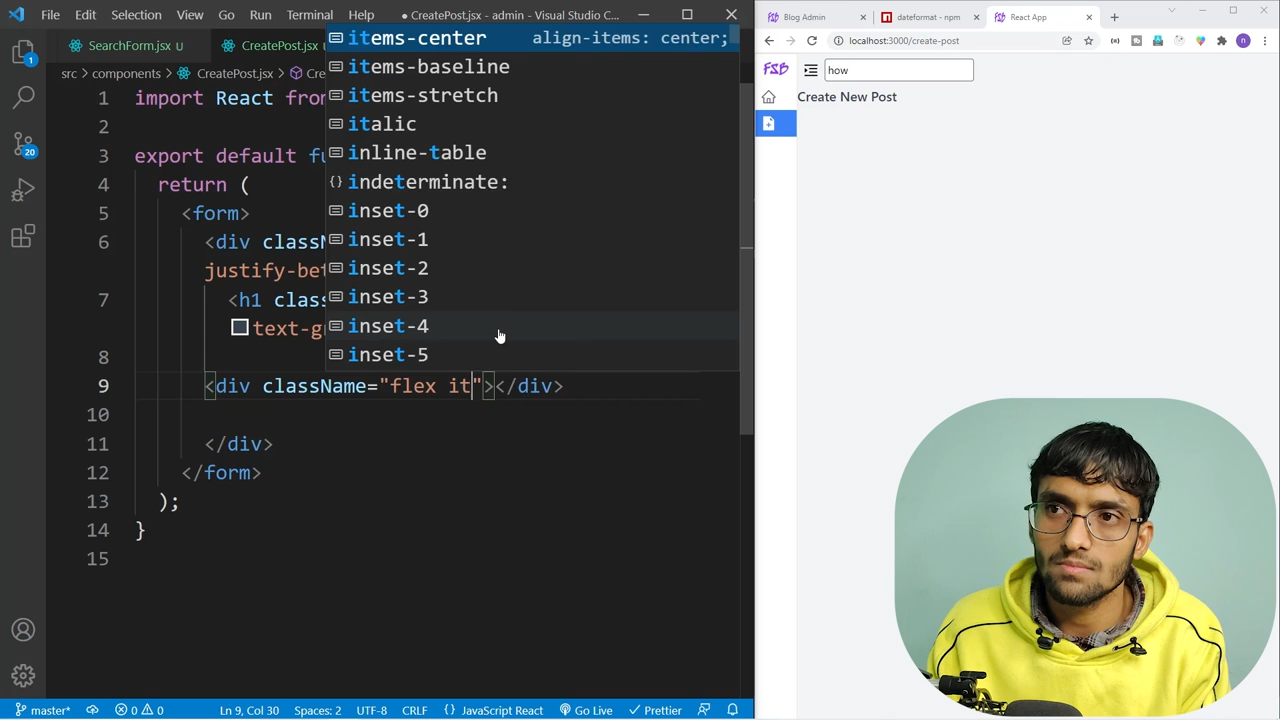 File Edit Selection View Go Run Terminal Help ● CreatePost.jsx - admin - Visual Studio C...
SearchForm.jsx U CreatePost.jsx
src > components > CreatePost.jsx >
1 import React
2
3 export default
4 return (
5 <form>
6 <div
justify-be
7 <h1
text-g
8
9 <div className="flex it"></div>
10
11 </div>
12 </form>
13 );
14 }
15
items-center align-items: center;
items-baseline
items-stretch
italic
inline-table
indeterminate:
inset-0
inset-1
inset-2
inset-3
inset-4
inset-5
1
20
master* 0 0 Ln 9, Col 30 Spaces: 2 UTF-8 CRLF {} JavaScript React Go Live Prettier
Blog Admin dateformat - npm React App
localhost:3000/create-post
FSB how
Create New Post